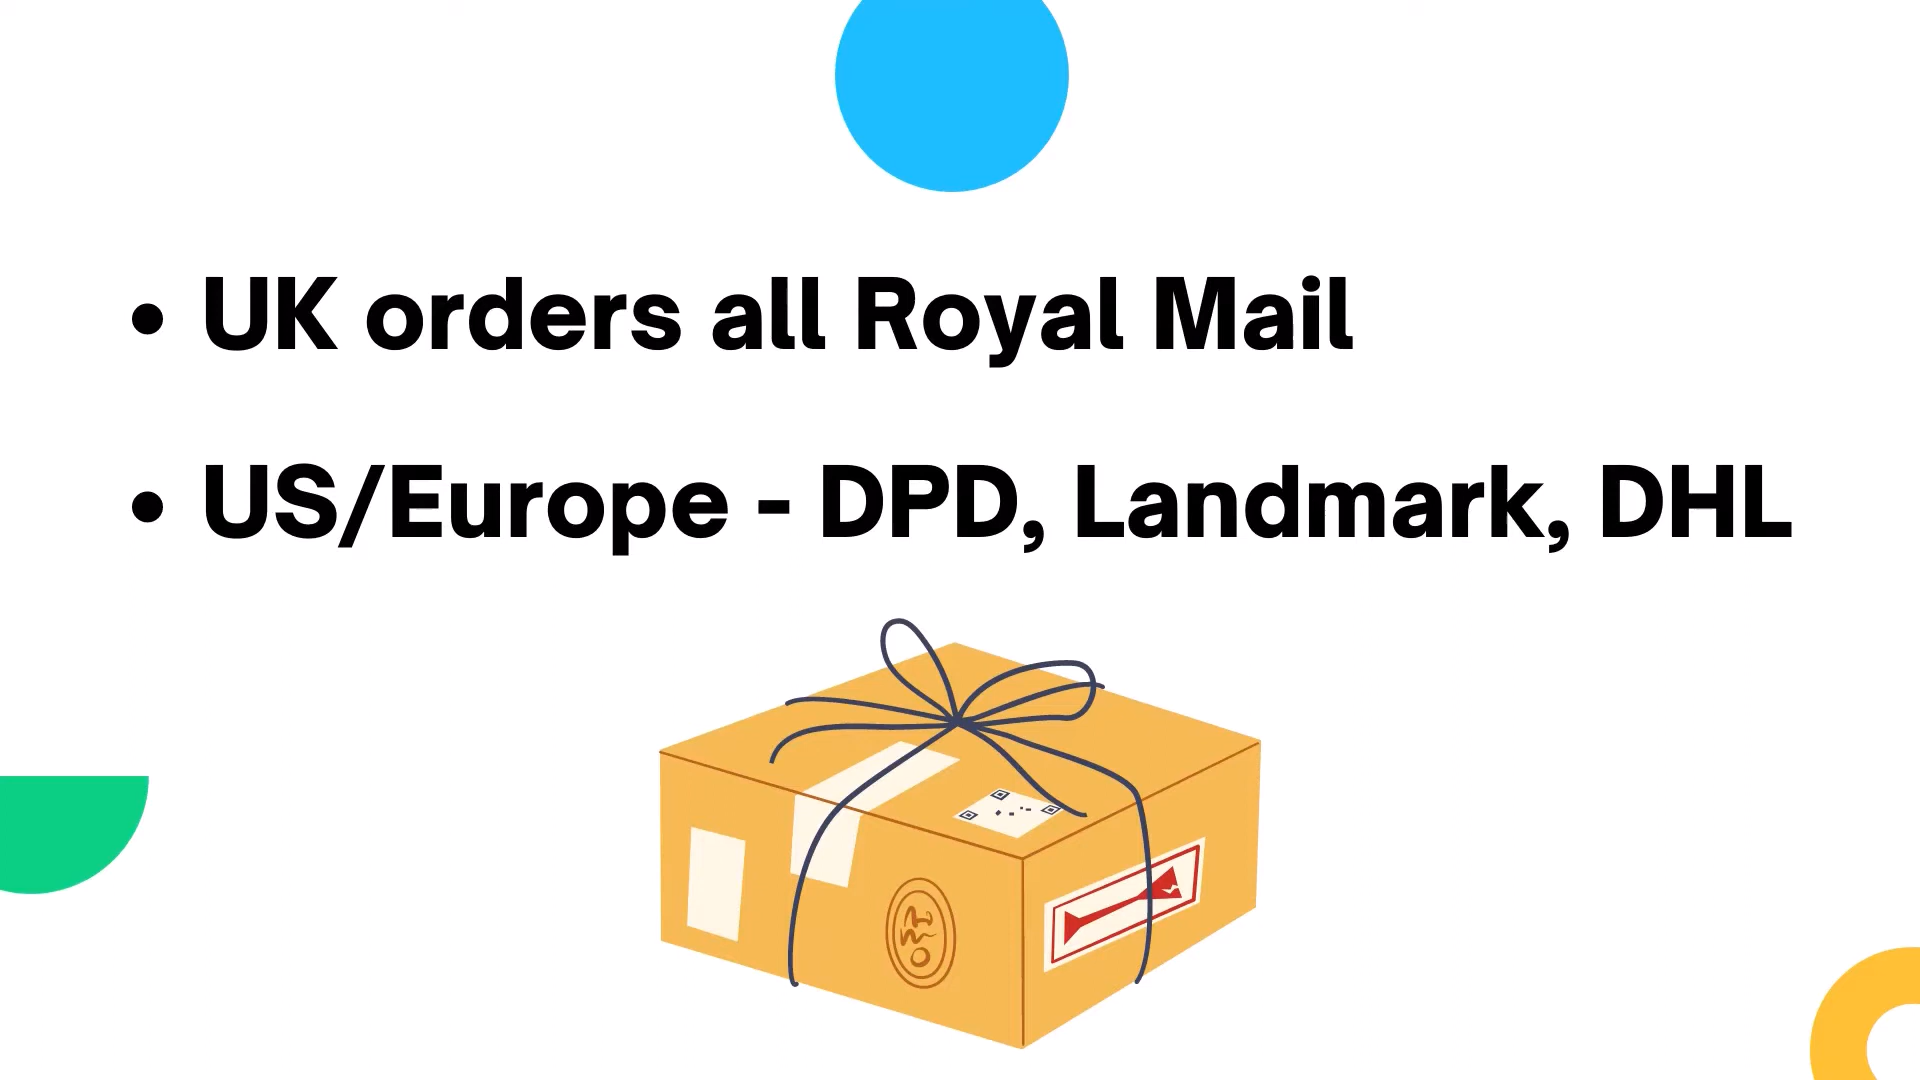 • UK orders all Royal Mail
• US/Europe - DPD, Landmark, DHL